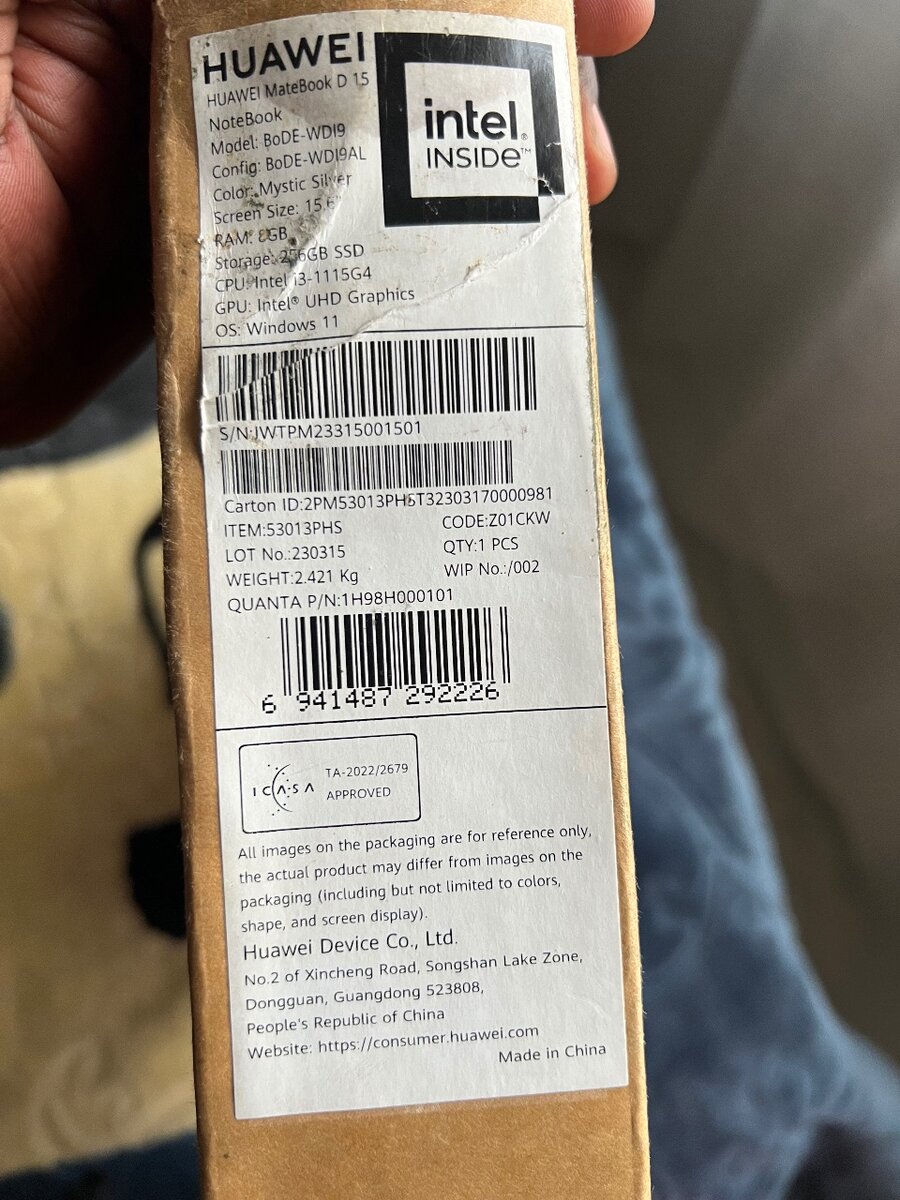 HUAWEI
HUAWEI MateBook D 15
NoteBook
Model: BoDE-WDI9
Config: BoDE-WDI9AL
Color: Mystic Silver
Screen Size: 15.6"
RAM: 8GB
Storage: 256GB SSD
CPU: Intel i3-1115G4
GPU: Intel® UHD Graphics
OS: Windows 11
intel®
INSIDE™
S/N:JWTPM23315001501
Carton ID:2PM53013PHST32303170000981
ITEM:53013PHS CODE:Z01CKW
LOT No.:230315 QTY:1 PCS
WEIGHT:2.421 Kg WIP No.:/002
QUANTA P/N:1H98H000101
6 941487 292226
ICASA TA-2022/2679
APPROVED
All images on the packaging are for reference only,
the actual product may differ from images on the
packaging (including but not limited to colors,
shape, and screen display).
Huawei Device Co., Ltd.
No.2 of Xincheng Road, Songshan Lake Zone,
Dongguan, Guangdong 523808,
People's Republic of China
Website: https://consumer.huawei.com
Made in China